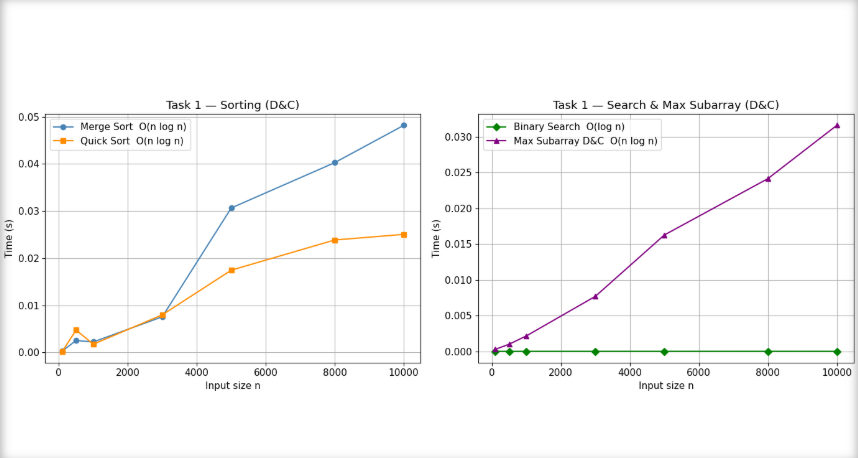 Task 1 — Sorting (D&C)
Merge Sort O(n log n)
Quick Sort O(n log n)
0.05
0.04
0.03
0.02
0.01
0.00
Time (s)
0 2000 4000 6000 8000 10000
Input size n
Task 1 — Search & Max Subarray (D&C)
Binary Search O(log n)
Max Subarray D&C O(n log n)
0.030
0.025
0.020
0.015
0.010
0.005
0.000
Time (s)
0 2000 4000 6000 8000 10000
Input size n